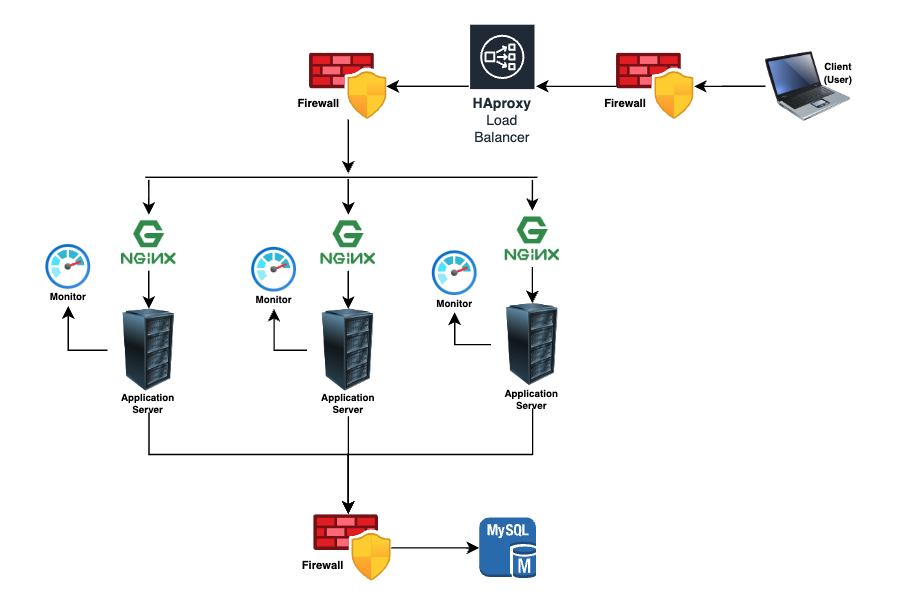 Client
(User)
Firewall
HAproxy
Load
Balancer
Firewall
NGINX
NGINX
NGINX
Monitor
Monitor
Monitor
Application
Server
Application
Server
Application
Server
Firewall
MySQL
M